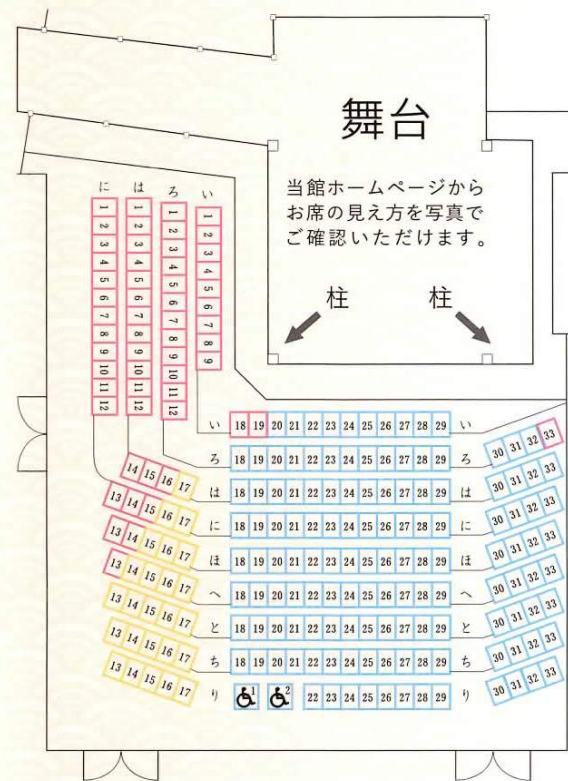 舞台
当館ホームページから
お席の見え方を写真で
ご確認いただけます。
柱 柱
に は ろ い
1 2 3 4 5 6 7 8 9 10 11 12
1 2 3 4 5 6 7 8 9 10 11 12
1 2 3 4 5 6 7 8 9 10 11 12
1 2 3 4 5 6 7 8 9
い 18 19 20 21 22 23 24 25 26 27 28 29 い
ろ 18 19 20 21 22 23 24 25 26 27 28 29 ろ 30 31 32 33
14 15 16 17 は 18 19 20 21 22 23 24 25 26 27 28 29 は 30 31 32 33
13 14 15 16 17 に 18 19 20 21 22 23 24 25 26 27 28 29 に 30 31 32 33
13 14 15 16 17 ほ 18 19 20 21 22 23 24 25 26 27 28 29 ほ 30 31 32 33
13 14 15 16 17 へ 18 19 20 21 22 23 24 25 26 27 28 29 へ 30 31 32 33
13 14 15 16 17 と 18 19 20 21 22 23 24 25 26 27 28 29 と 30 31 32 33
13 14 15 16 17 ち 18 19 20 21 22 23 24 25 26 27 28 29 ち 30 31 32 33
13 14 15 16 17 り 1 2 22 23 24 25 26 27 28 29 り 30 31 32 33